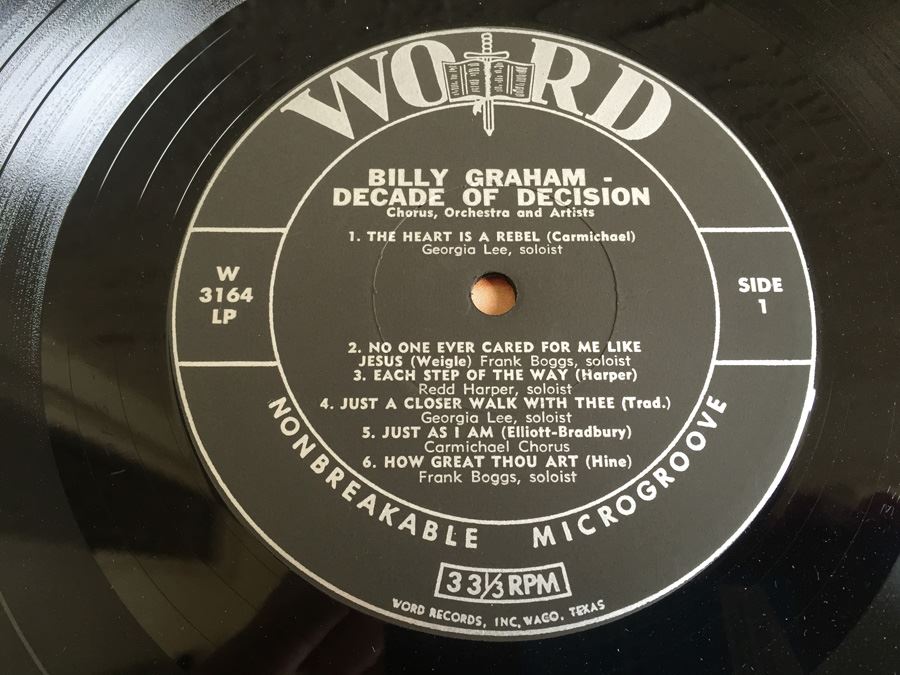 WORD
BILLY GRAHAM -
DECADE OF DECISION
Chorus, Orchestra and Artists
1. THE HEART IS A REBEL (Carmichael)
Georgia Lee, soloist
W
3164
LP
SIDE
1
2. NO ONE EVER CARED FOR ME LIKE
JESUS (Weigle) Frank Boggs, soloist
3. EACH STEP OF THE WAY (Harper)
Redd Harper, soloist
4. JUST A CLOSER WALK WITH THEE (Trad.)
Georgia Lee, soloist
5. JUST AS I AM (Elliott-Bradbury)
Carmichael Chorus
6. HOW GREAT THOU ART (Hine)
Frank Boggs, soloist
NONBREAKABLE MICROGROOVE
33⅓ RPM
WORD RECORDS, INC, WACO, TEXAS